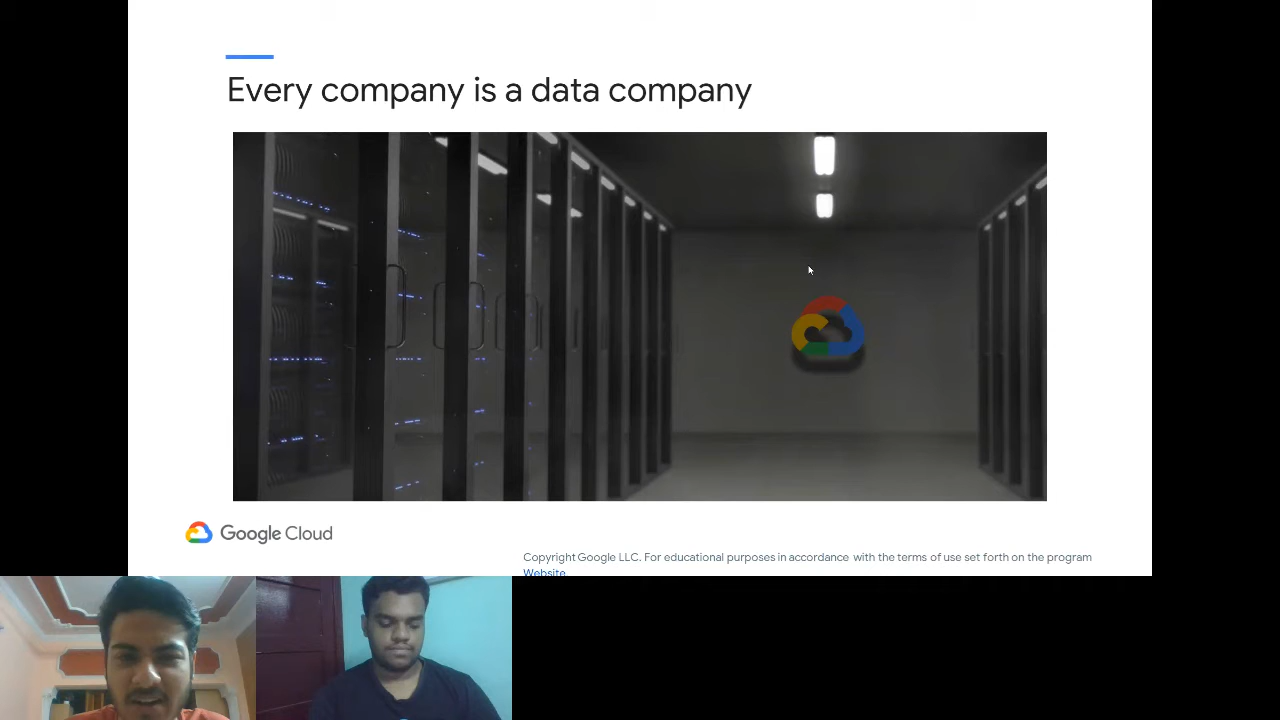 Every company is a data company
Google Cloud
Copyright Google LLC. For educational purposes in accordance with the terms of use set forth on the program
Website.